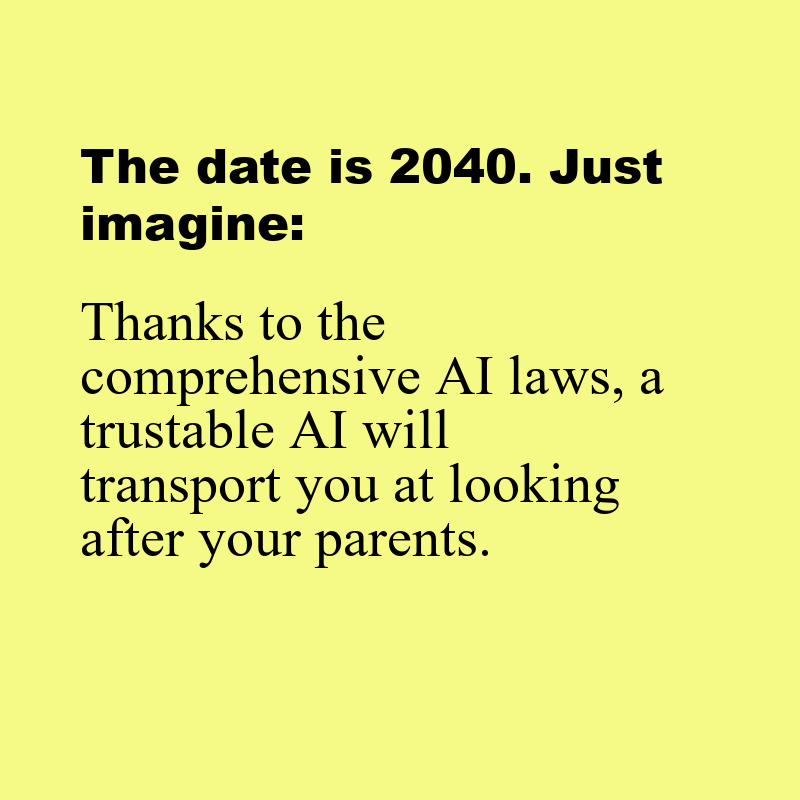 The date is 2040. Just
imagine:
Thanks to the
comprehensive AI laws, a
trustable AI will
transport you at looking
after your parents.